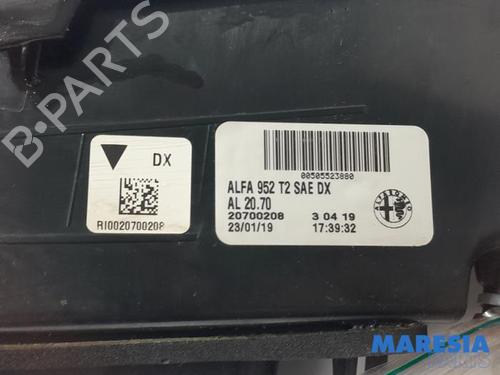 B-PARTS
DX
RI0020700208
00505523880
ALFA 952 T2 SAE DX
AL 20.70
20700208 3 04 19
23/01/19 17:39:32
MARESIA
PARTS